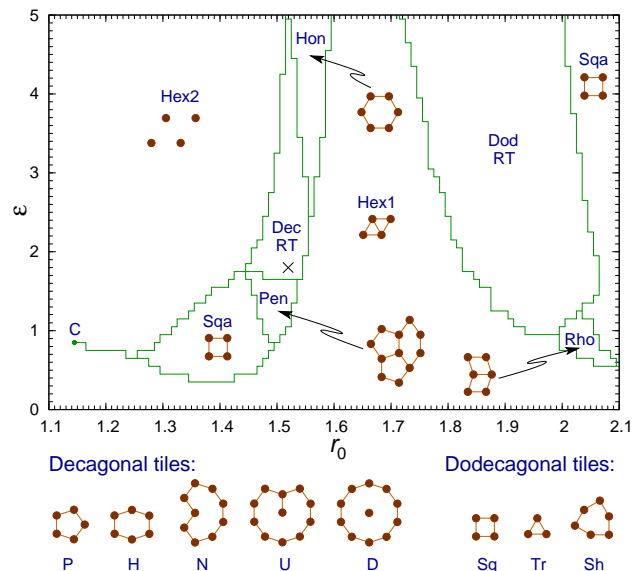 5
4
3
2
1
0
ε
Hon
Sqa
Hex2
Dod
RT
Hex1
Dec
RT
Pen
C
Sqa
Rho
1.1 1.2 1.3 1.4 1.5 1.6 1.7 1.8 1.9 2 2.1
r0
Decagonal tiles: Dodecagonal tiles:
P H N U D Sq Tr Sh